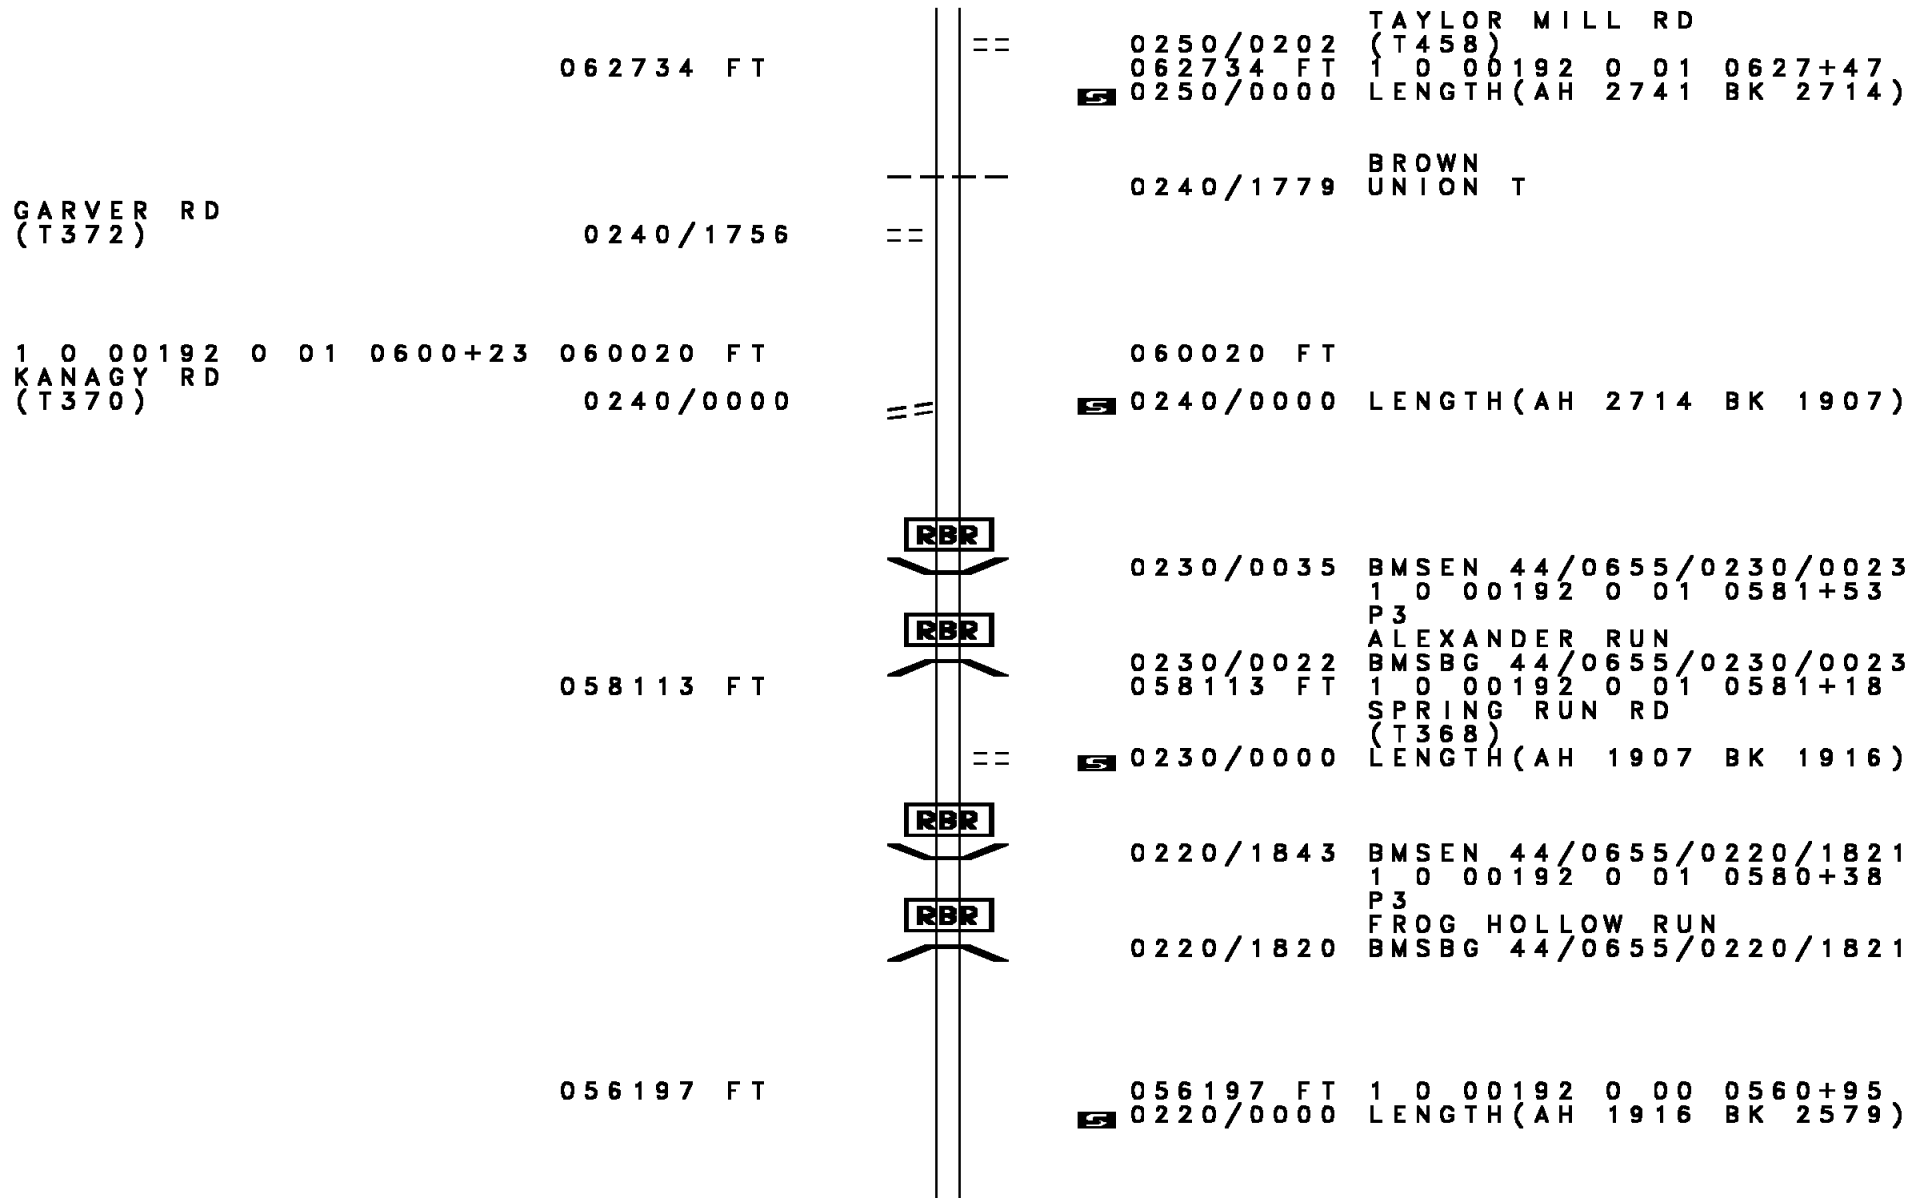 TAYLOR MILL RD
0250/0202 (T458)
062734 FT 062734 FT 1 0 00192 0 01 0627+47
S 0250/0000 LENGTH(AH 2741 BK 2714)
BROWN
0240/1779 UNION T
GARVER RD
(T372) 0240/1756
1 0 00192 0 01 0600+23 060020 FT 060020 FT
KANAGY RD
(T370) 0240/0000 S 0240/0000 LENGTH(AH 2714 BK 1907)
RBR
0230/0035 BMSEN 44/0655/0230/0023
1 0 00192 0 01 0581+53
P3
RBR
ALEXANDER RUN
0230/0022 BMSBG 44/0655/0230/0023
058113 FT 058113 FT 1 0 00192 0 01 0581+18
SPRING RUN RD
(T368)
S 0230/0000 LENGTH(AH 1907 BK 1916)
RBR
0220/1843 BMSEN 44/0655/0220/1821
1 0 00192 0 01 0580+38
P3
RBR
FROG HOLLOW RUN
0220/1820 BMSBG 44/0655/0220/1821
056197 FT 056197 FT 1 0 00192 0 00 0560+95
S 0220/0000 LENGTH(AH 1916 BK 2579)